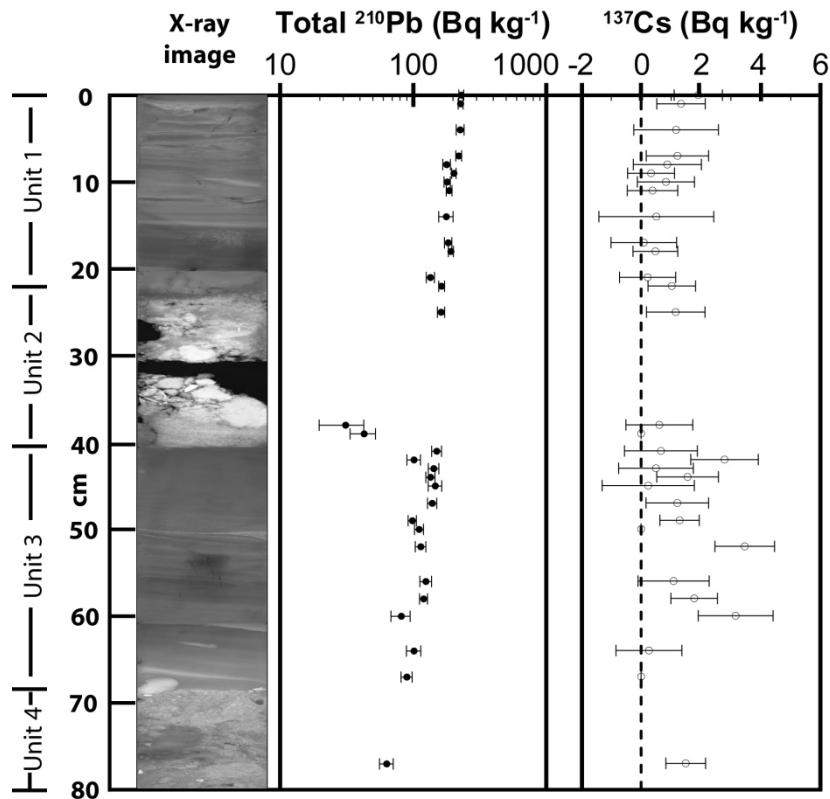 X-ray
image
Total ²¹⁰Pb (Bq kg⁻¹)
¹³⁷Cs (Bq kg⁻¹)
10 100 1000
-2 0 2 4 6
0
10
20
30
40
50
60
70
80
cm
Unit 1
Unit 2
Unit 3
Unit 4